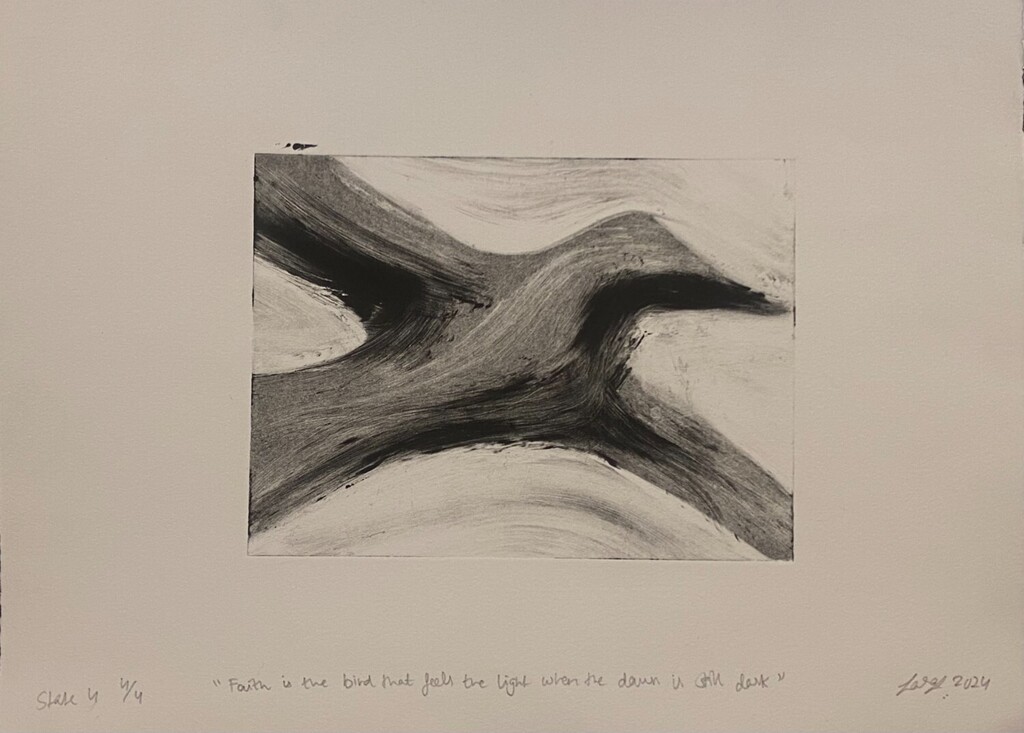 State 4 4/4 "Faith is the bird that feels the light when the dawn is still dark" 2024